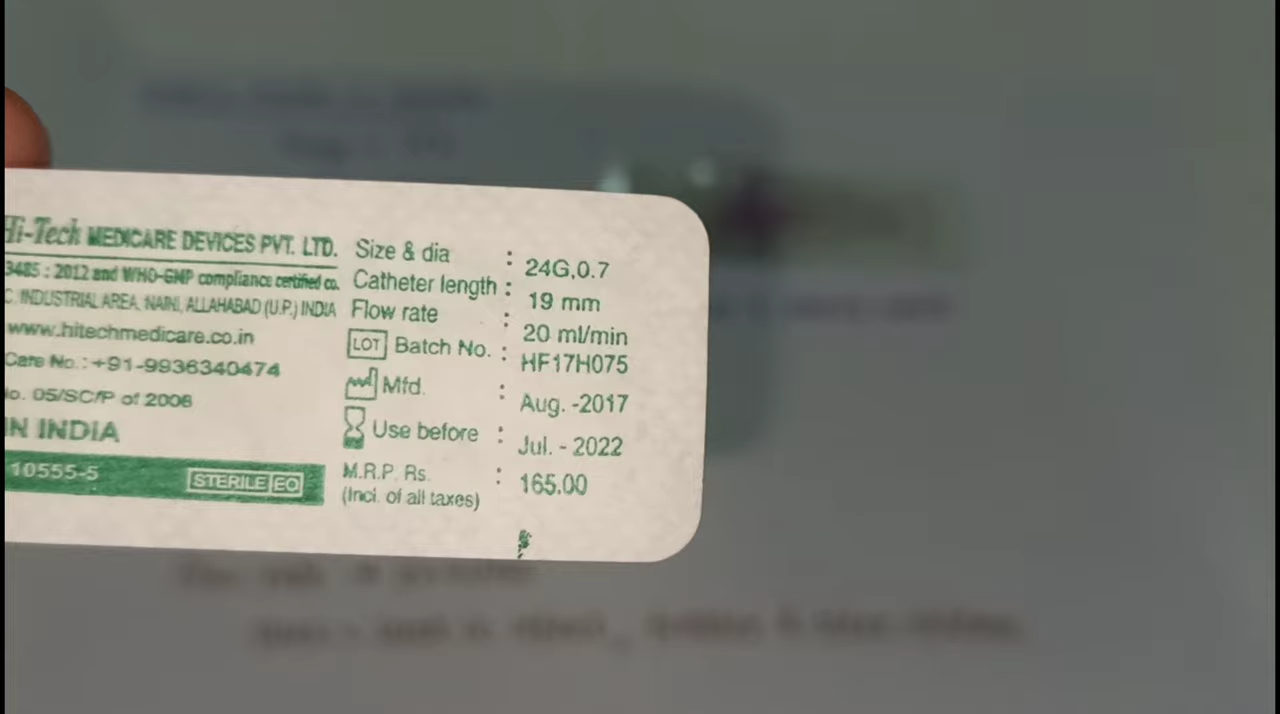 Hi-Tech MEDICARE DEVICES PVT. LTD.
3485 : 2012 and WHO-GMP compliance certified co.
C, INDUSTRIAL AREA, NAINI, ALLAHABAD (U.P.) INDIA
www.hitechmedicare.co.in
Care No.: +91-9936340474
No. 05/SC/P of 2006
IN INDIA
10555-5
STERILE EO
Size & dia : 24G,0.7
Catheter length : 19 mm
Flow rate : 20 ml/min
LOT Batch No. : HF17H075
Mfd. : Aug. -2017
Use before : Jul. - 2022
M.R.P. Rs. : 165.00
(Incl. of all taxes)